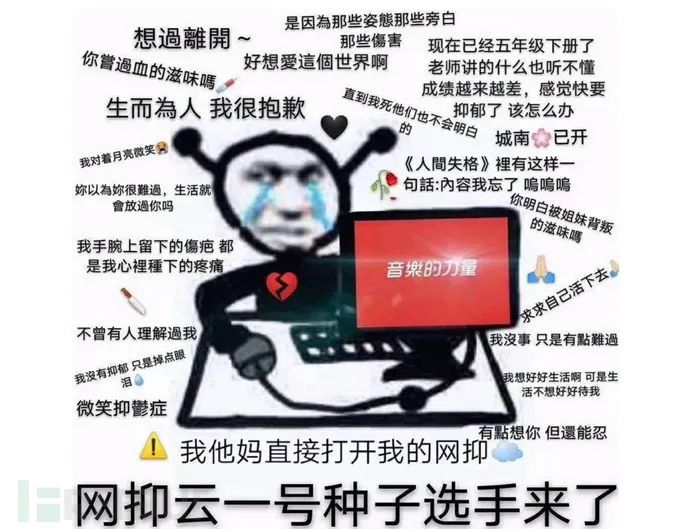 是因為那些姿態那些旁白
那些傷害
想過離開~
你嘗過血的滋味嗎
好想愛這個世界啊
现在已经五年级下册了
老师讲的什么也听不懂
成绩越来越差，感觉快要
抑郁了 该怎么办
生而為人 我很抱歉
直到我死他们也不会明白
的
城南🌸已开
我对着月亮微笑😭
《人間失格》裡有这样一
句話:內容我忘了 嗚嗚嗚
妳以為妳很難過，生活就
會放過你吗
你明白被姐妹背叛
的滋味嗎
我手腕上留下的傷疤 都
是我心裡種下的疼痛
音樂的力量
求求自己活下去🙏🏻
不曾有人理解過我
我沒事 只是有點難過
我沒有抑郁 只是掉点眼
泪💧
我想好好生活啊 可是生
活不想好好待我
微笑抑鬱症
有點想你 但還能忍
⚠️ 我他妈直接打开我的网抑☁️
网抑云一号种子选手来了